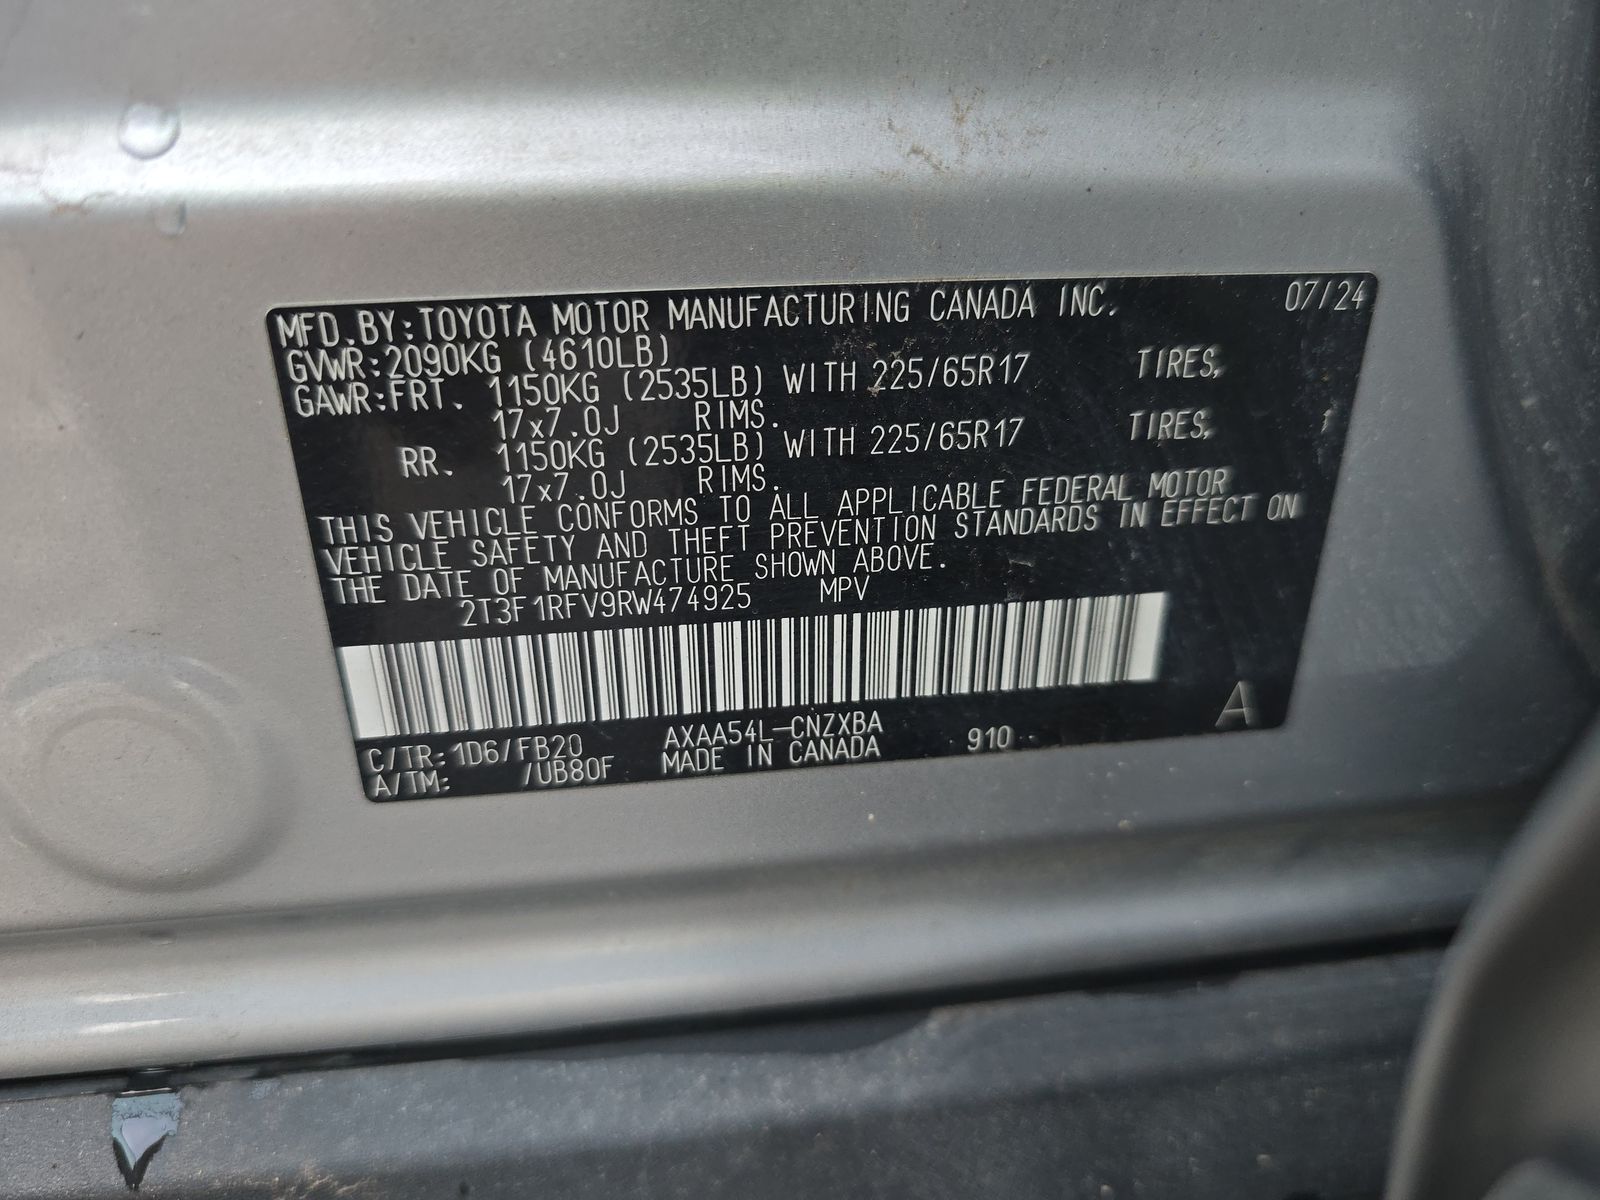 MFD.BY:TOYOTA MOTOR MANUFACTURING CANADA INC. 07/24
GVWR:2090KG (4610LB)
GAWR:FRT. 1150KG (2535LB) WITH 225/65R17 TIRES,
17x7.0J RIMS.
RR. 1150KG (2535LB) WITH 225/65R17 TIRES,
17x7.0J RIMS.
THIS VEHICLE CONFORMS TO ALL APPLICABLE FEDERAL MOTOR
VEHICLE SAFETY AND THEFT PREVENTION STANDARDS IN EFFECT ON
THE DATE OF MANUFACTURE SHOWN ABOVE.
2T3F1RFV9RW474925 MPV
C/TR:1D6/FB20 AXAA54L-CNZXBA 910 A
A/TM: /UB80F MADE IN CANADA